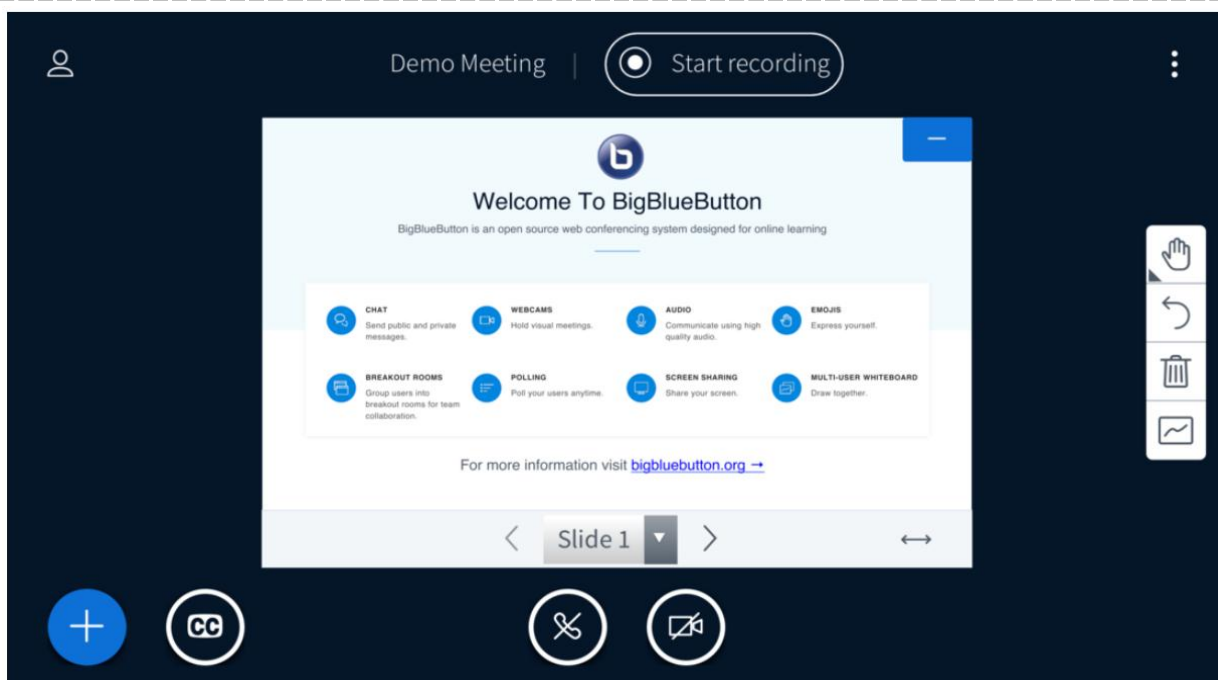 Demo Meeting
Start recording
Welcome To BigBlueButton
BigBlueButton is an open source web conferencing system designed for online learning
CHAT
Send public and private
messages.
WEBCAMS
Hold visual meetings.
AUDIO
Communicate using high
quality audio.
EMOJIS
Express yourself.
BREAKOUT ROOMS
Group users into
breakout rooms for team
collaboration.
POLLING
Poll your users anytime.
SCREEN SHARING
Share your screen.
MULTI-USER WHITEBOARD
Draw together.
For more information visit bigbluebutton.org →
Slide 1
CC